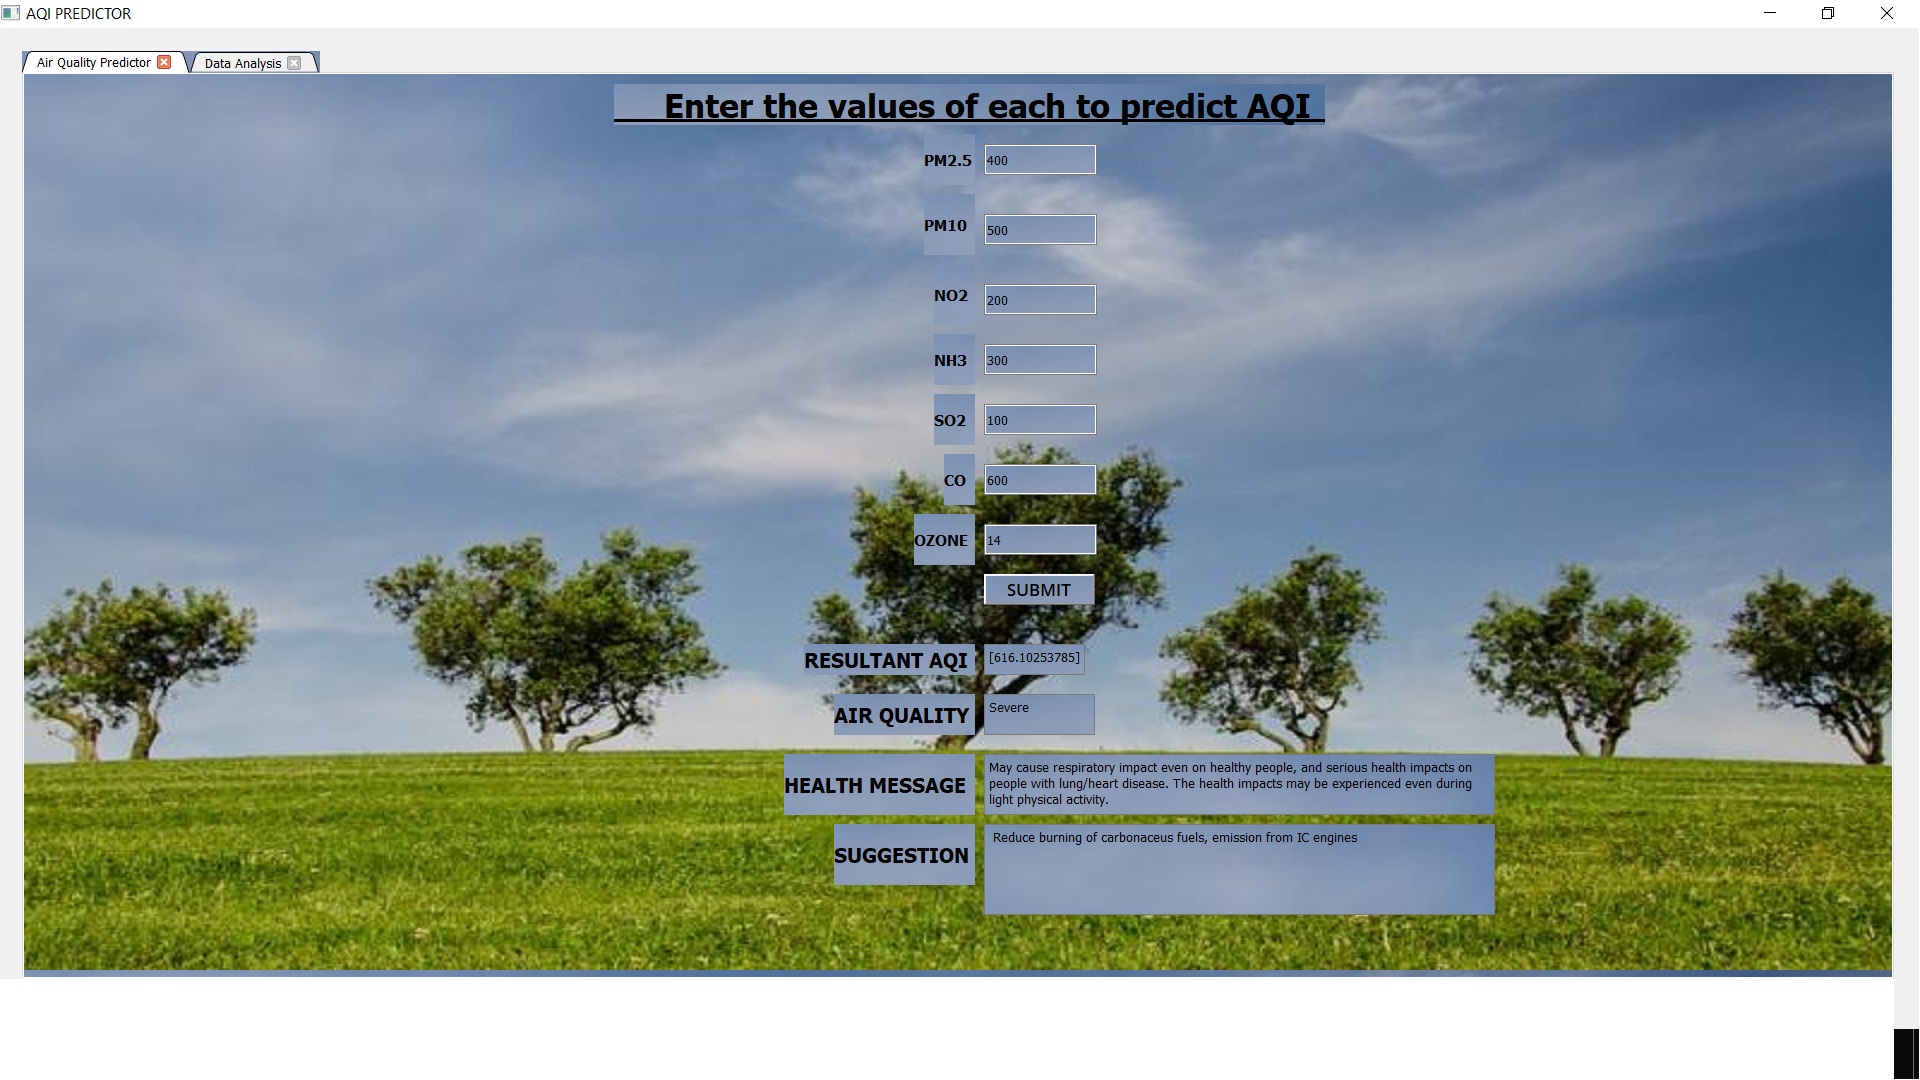 AQI PREDICTOR
Air Quality Predictor
Data Analysis
Enter the values of each to predict AQI
PM2.5 400
PM10 500
NO2 200
NH3 300
SO2 100
CO 600
OZONE 14
SUBMIT
RESULTANT AQI [616.10253785]
AIR QUALITY Severe
HEALTH MESSAGE
May cause respiratory impact even on healthy people, and serious health impacts on
people with lung/heart disease. The health impacts may be experienced even during
light physical activity.
SUGGESTION
Reduce burning of carbonaceus fuels, emission from IC engines